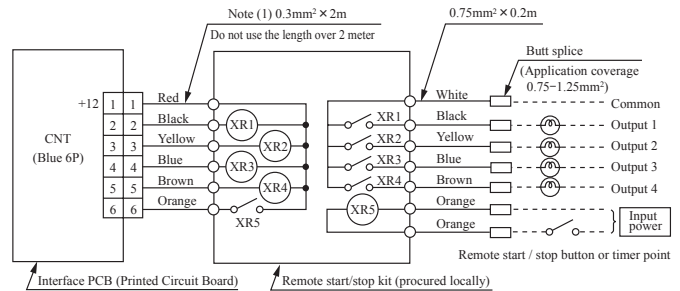 Note (1) 0.3mm² × 2m
0.75mm² × 0.2m
Do not use the length over 2 meter
Butt splice
(Application coverage
0.75−1.25mm²)
CNT
(Blue 6P)
+12
1 1
2 2
3 3
4 4
5 5
6 6
Red
Black
Yellow
Blue
Brown
Orange
XR1
XR2
XR3
XR4
XR5
XR1
XR2
XR3
XR4
XR5
White
Black
Yellow
Blue
Brown
Orange
Orange
Common
Output 1
Output 2
Output 3
Output 4
Input
power
Remote start / stop button or timer point
Interface PCB (Printed Circuit Board)
Remote start/stop kit (procured locally)